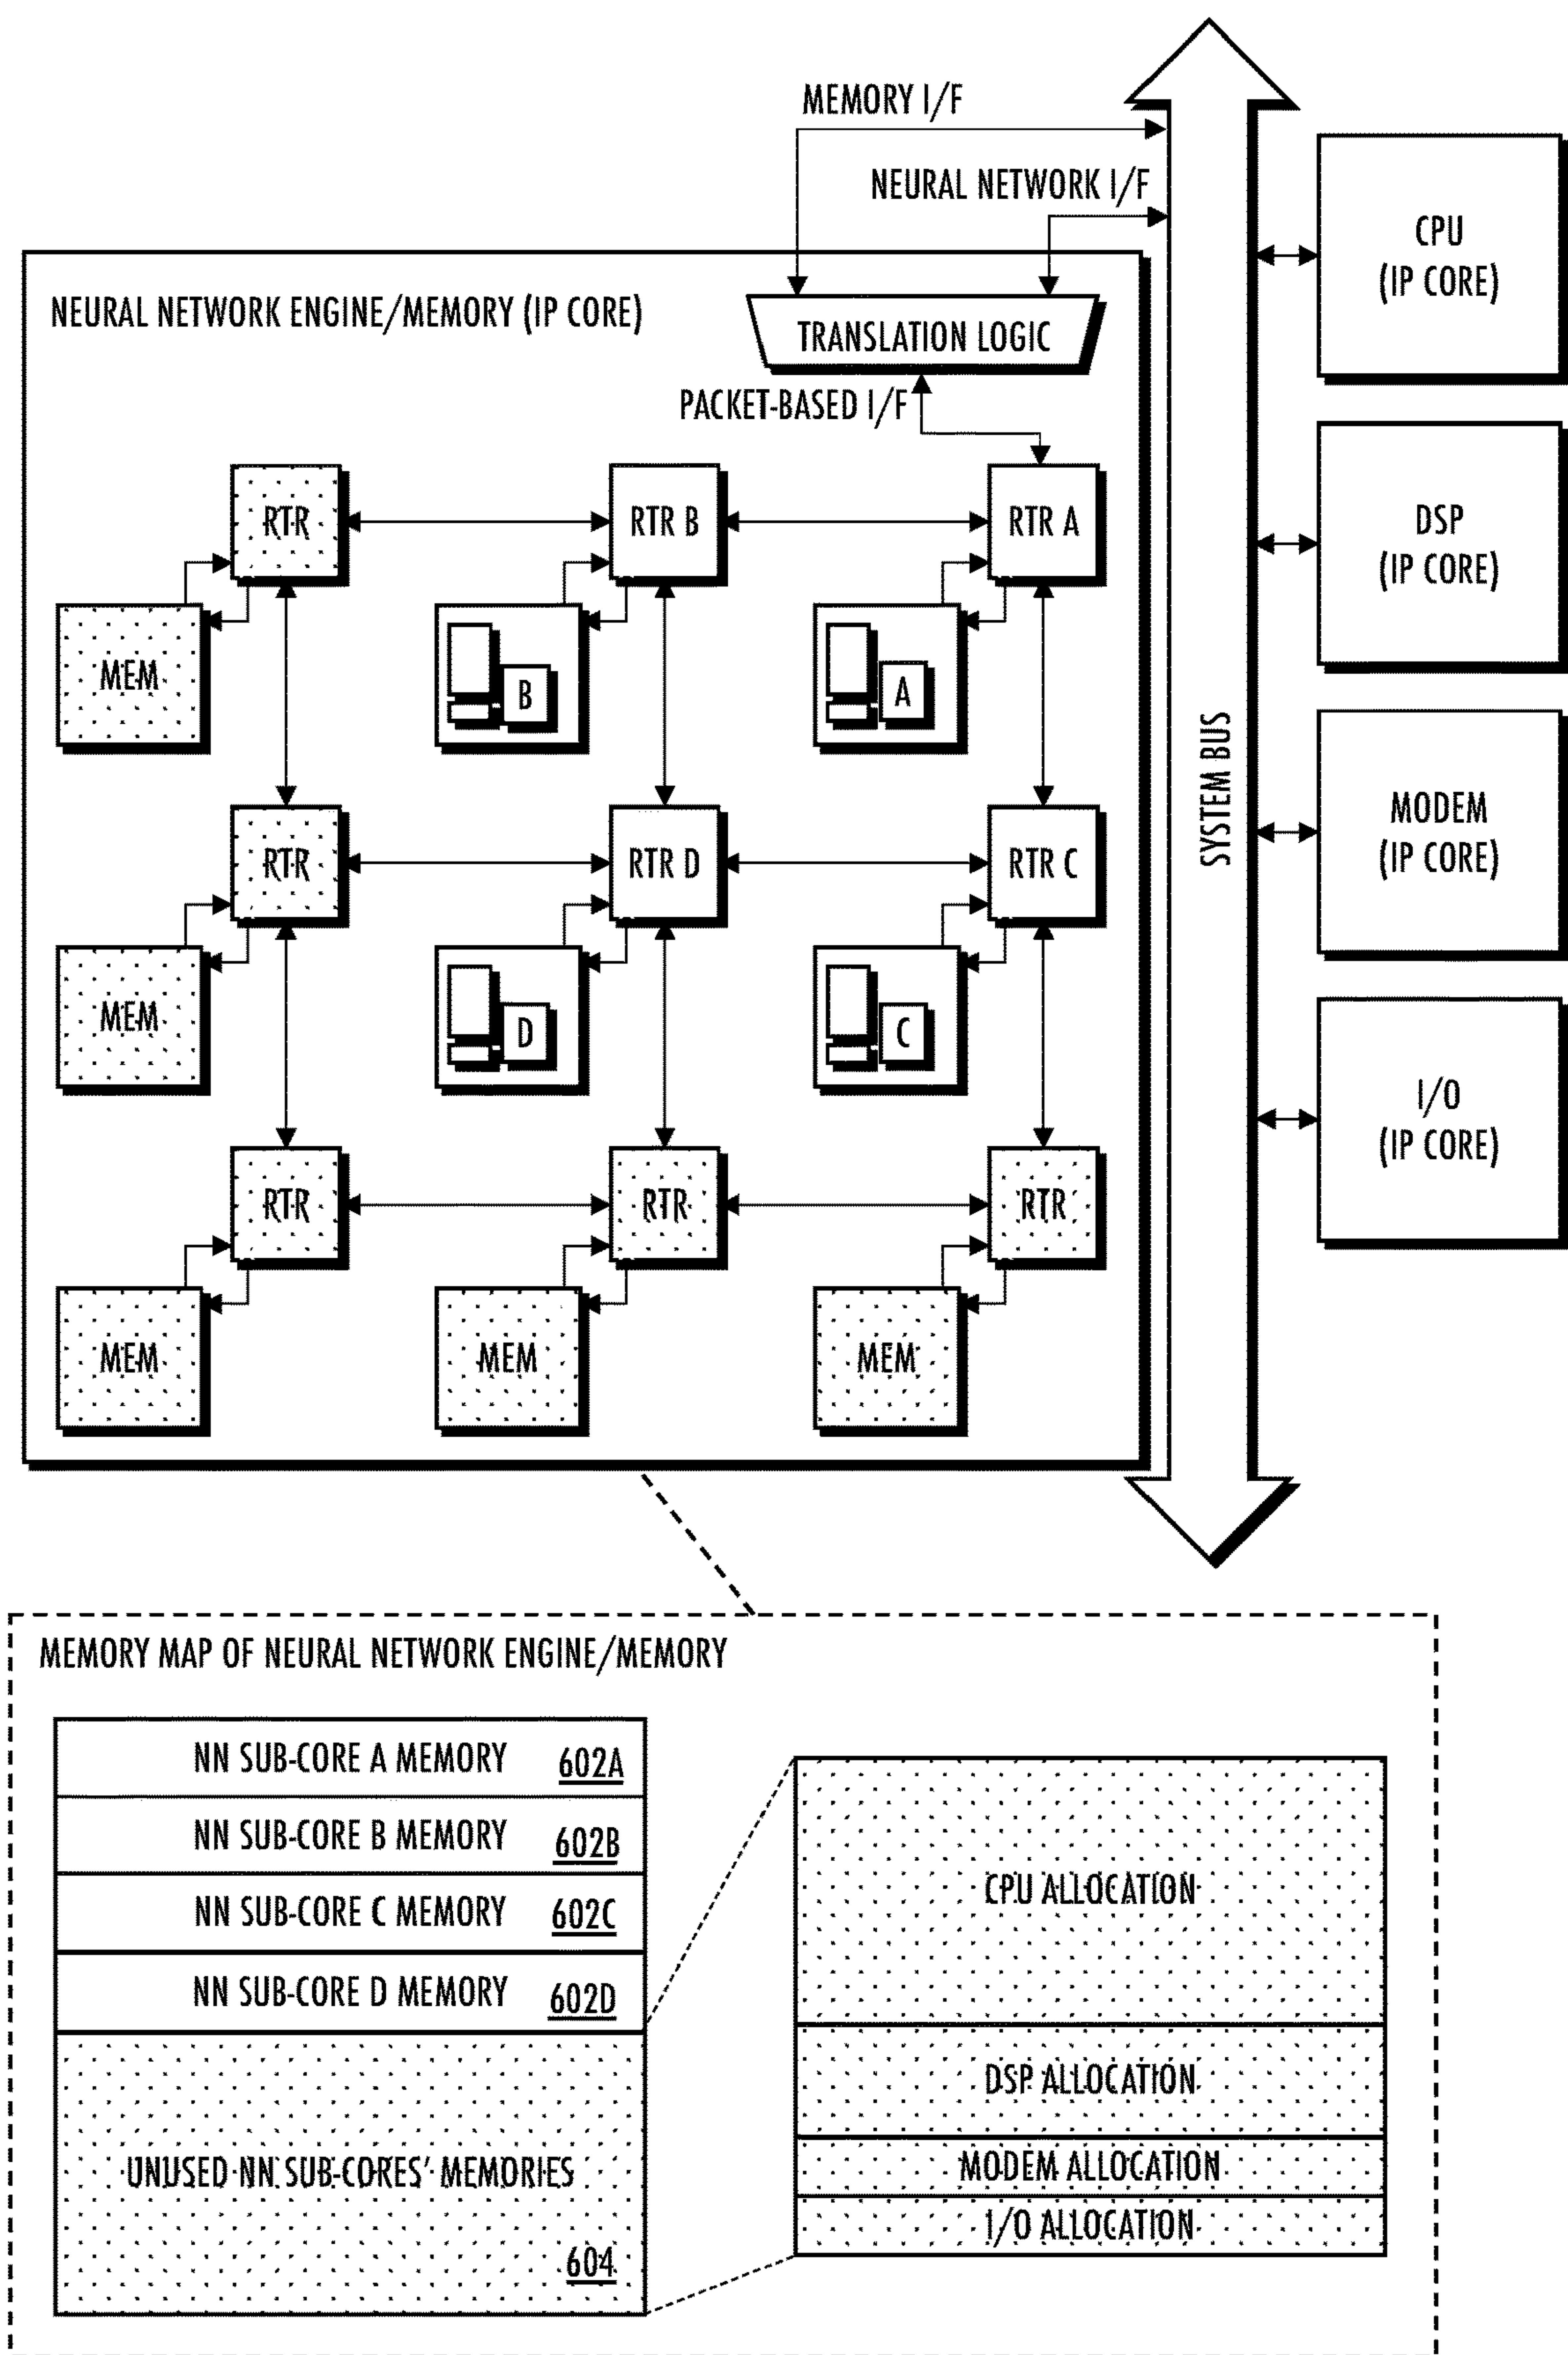 MEMORY I/F
NEURAL NETWORK I/F
CPU
(IP CORE)
NEURAL NETWORK ENGINE/MEMORY (IP CORE)
TRANSLATION LOGIC
PACKET-BASED I/F
RTR
RTR B
RTR A
DSP
(IP CORE)
MEM
B
A
SYSTEM BUS
MODEM
(IP CORE)
RTR
RTR D
RTR C
MEM
D
C
I/O
(IP CORE)
RTR
RTR
RTR
MEM
MEM
MEM
MEMORY MAP OF NEURAL NETWORK ENGINE/MEMORY
NN SUB-CORE A MEMORY 602A
NN SUB-CORE B MEMORY 602B
NN SUB-CORE C MEMORY 602C
NN SUB-CORE D MEMORY 602D
UNUSED NN SUB-CORES' MEMORIES
604
CPU ALLOCATION
DSP ALLOCATION
MODEM ALLOCATION
I/O ALLOCATION